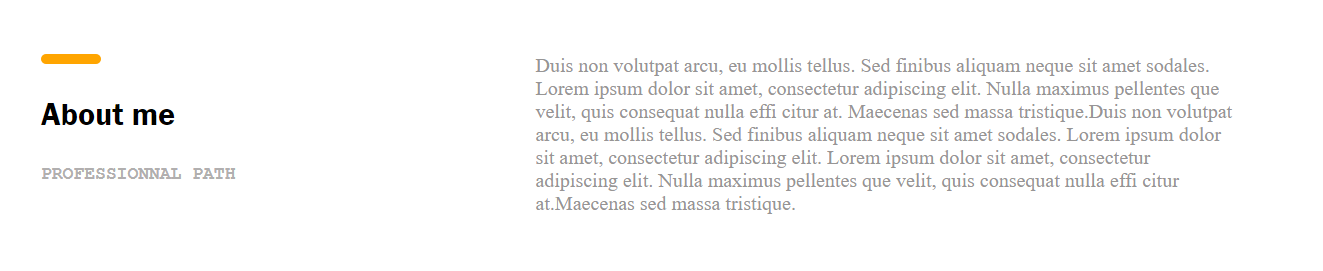 About me
PROFESSIONNAL PATH
Duis non volutpat arcu, eu mollis tellus. Sed finibus aliquam neque sit amet sodales.
Lorem ipsum dolor sit amet, consectetur adipiscing elit. Nulla maximus pellentes que
velit, quis consequat nulla effi citur at. Maecenas sed massa tristique.Duis non volutpat
arcu, eu mollis tellus. Sed finibus aliquam neque sit amet sodales. Lorem ipsum dolor
sit amet, consectetur adipiscing elit. Lorem ipsum dolor sit amet, consectetur
adipiscing elit. Nulla maximus pellentes que velit, quis consequat nulla effi citur
at.Maecenas sed massa tristique.